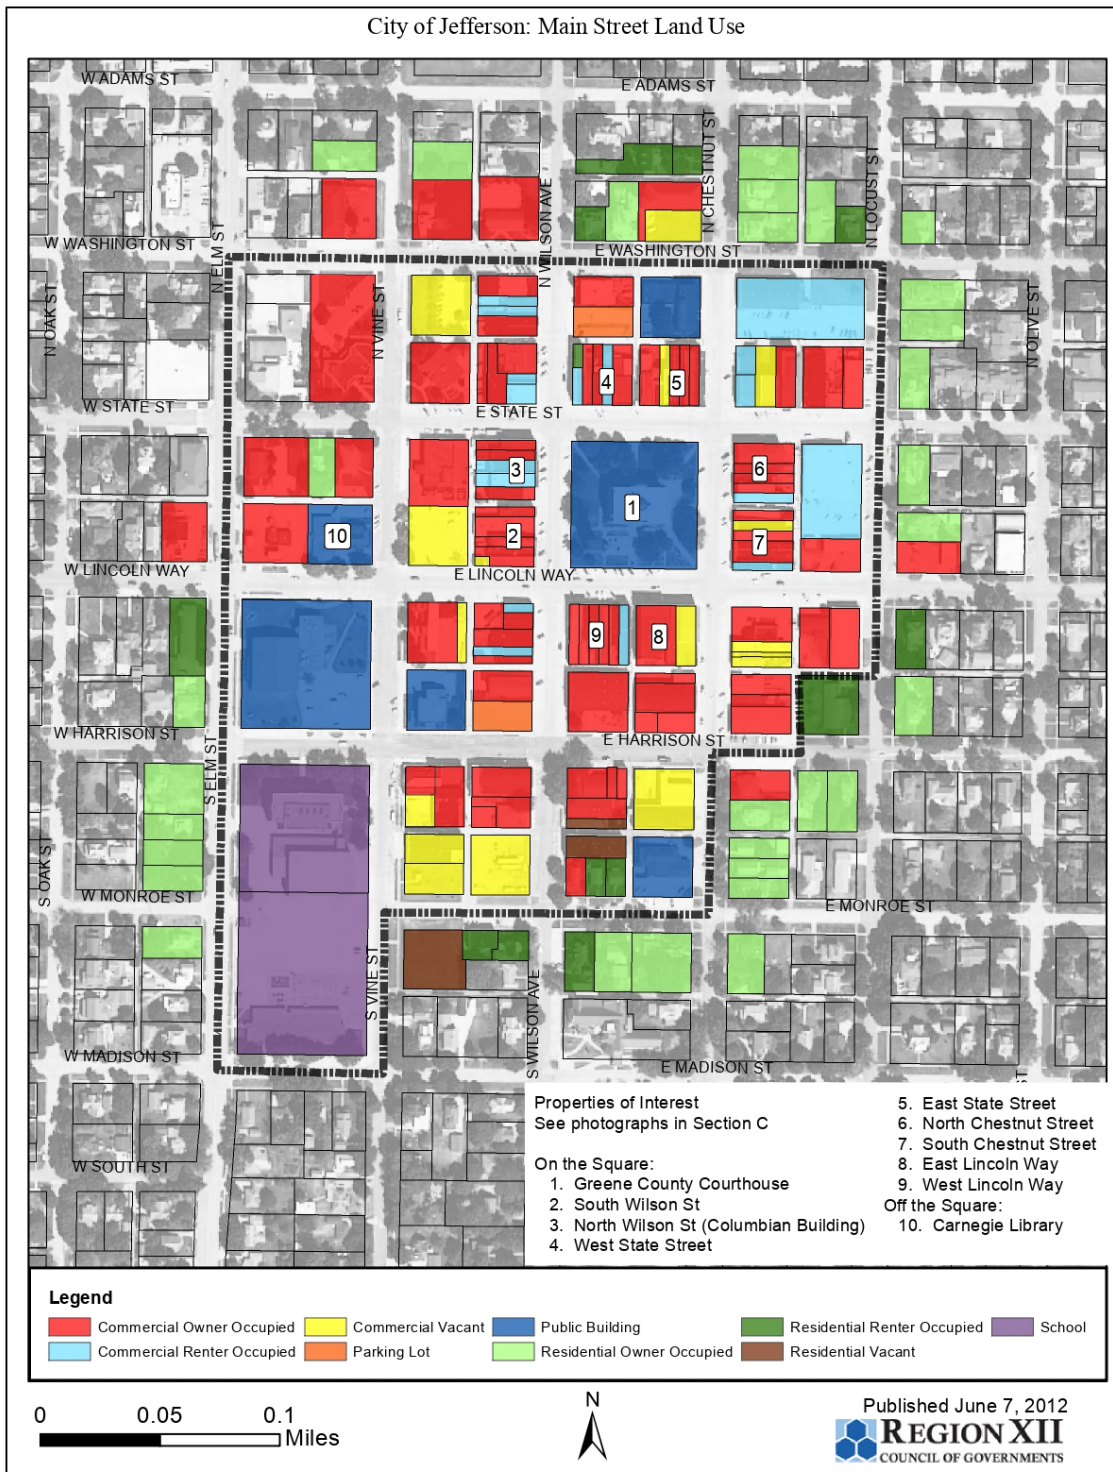 City of Jefferson: Main Street Land Use
W ADAMS ST
E ADAMS ST
N CHESTNUT ST
N LOCUST ST
N WILSON AVE
N ELM ST
W WASHINGTON ST
E WASHINGTON ST
N OAK ST
N VINE ST
N OLIVE ST
4
5
W STATE ST
E STATE ST
3
6
1
10
2
7
W LINCOLN WAY
E LINCOLN WAY
9
8
W HARRISON ST
E HARRISON ST
S ELM ST
S OAK S
W MONROE ST
E MONROE ST
S VINE ST
S WILSON AVE
W MADISON ST
E MADISON ST
W SOUTH ST
Properties of Interest
See photographs in Section C
On the Square:
1. Greene County Courthouse
2. South Wilson St
3. North Wilson St (Columbian Building)
4. West State Street
5. East State Street
6. North Chestnut Street
7. South Chestnut Street
8. East Lincoln Way
9. West Lincoln Way
Off the Square:
10. Carnegie Library
Legend
Commercial Owner Occupied
Commercial Vacant
Public Building
Residential Renter Occupied
School
Commercial Renter Occupied
Parking Lot
Residential Owner Occupied
Residential Vacant
0 0.05 0.1
Miles
N
Published June 7, 2012
REGION XII
COUNCIL OF GOVERNMENTS